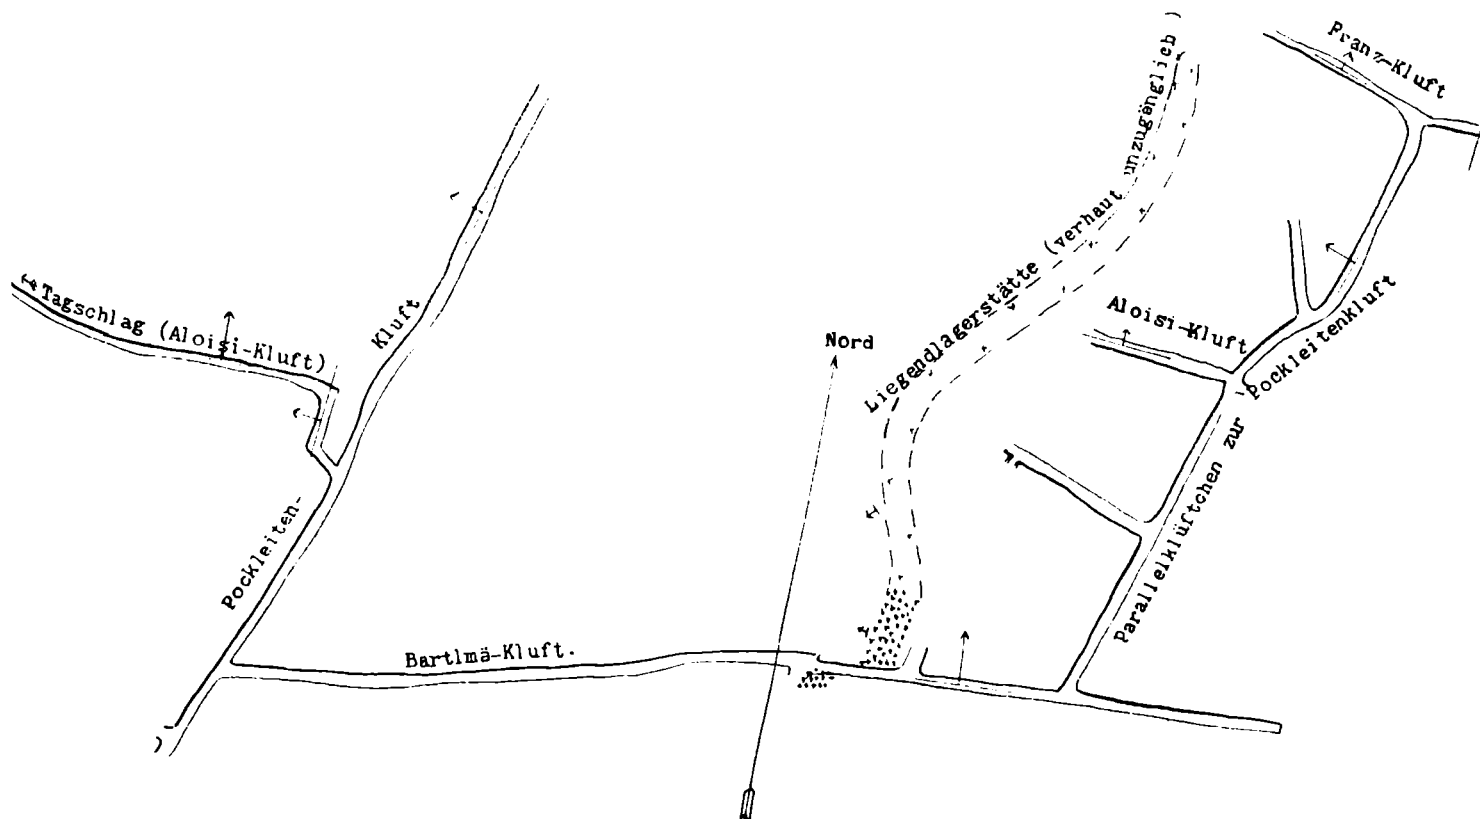 Franz-Kluft
Liegendlagerstätte (verhaut unzugänglich)
Tagschlag (Aloisi-Kluft)
Kluft
Aloisi-Kluft
Nord
Pockleiten-
Parallelklüftchen zur Pockleitenkluft
Bartlmä-Kluft.